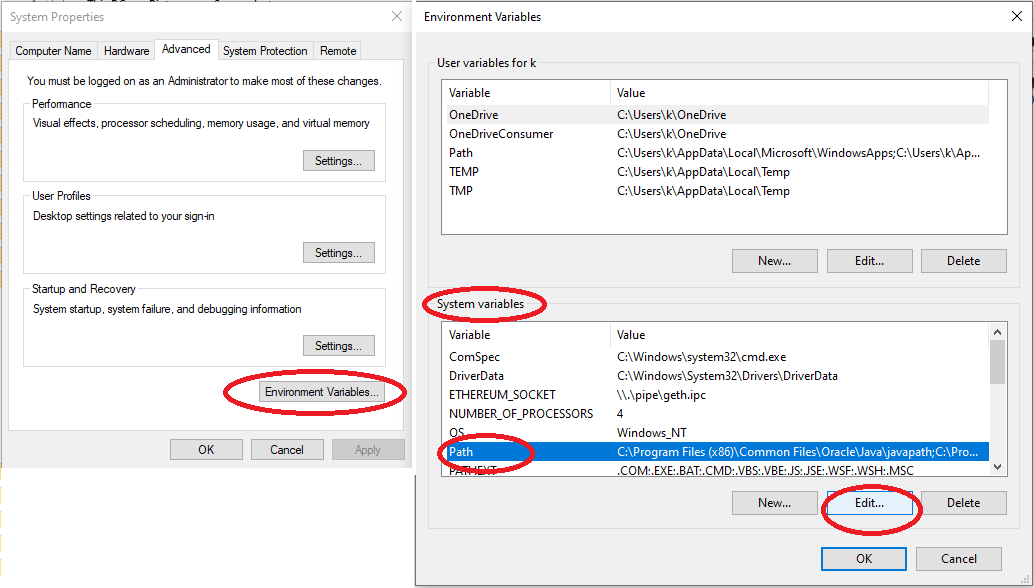 System Properties
Computer Name Hardware Advanced System Protection Remote
You must be logged on as an Administrator to make most of these changes.
Performance
Visual effects, processor scheduling, memory usage, and virtual memory
Settings...
User Profiles
Desktop settings related to your sign-in
Settings...
Startup and Recovery
System startup, system failure, and debugging information
Settings...
Environment Variables...
OK Cancel Apply
Environment Variables
User variables for k
Variable Value
OneDrive C:\Users\k\OneDrive
OneDriveConsumer C:\Users\k\OneDrive
Path C:\Users\k\AppData\Local\Microsoft\WindowsApps;C:\Users\k\Ap...
TEMP C:\Users\k\AppData\Local\Temp
TMP C:\Users\k\AppData\Local\Temp
New... Edit... Delete
System variables
Variable Value
ComSpec C:\Windows\system32\cmd.exe
DriverData C:\Windows\System32\Drivers\DriverData
ETHEREUM_SOCKET \\.\pipe\geth.ipc
NUMBER_OF_PROCESSORS 4
OS Windows_NT
Path C:\Program Files (x86)\Common Files\Oracle\Java\javapath;C:\Pro...
PATHEXT .COM;.EXE;.BAT;.CMD;.VBS;.VBE;.JS;.JSE;.WSF;.WSH;.MSC
New... Edit... Delete
OK Cancel